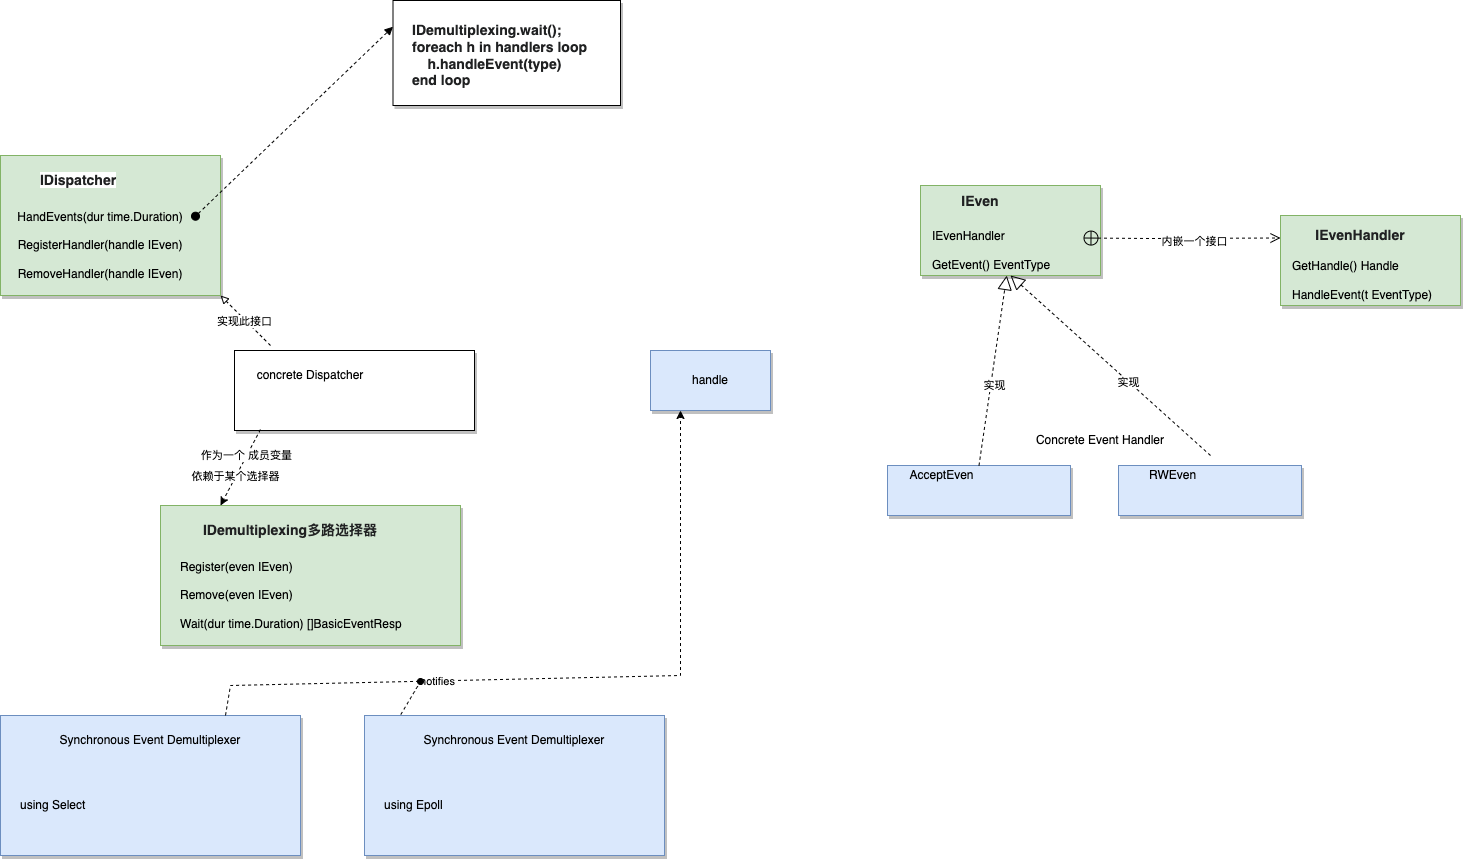 IDemultiplexing.wait();
foreach h in handlers loop
h.handleEvent(type)
end loop
IDispatcher
HandEvents(dur time.Duration)
RegisterHandler(handle IEven)
RemoveHandler(handle IEven)
实现此接口
concrete Dispatcher
作为一个 成员变量
依赖于某个选择器
IDemultiplexing多路选择器
Register(even IEven)
Remove(even IEven)
Wait(dur time.Duration) []BasicEventResp
handle
notifies
Synchronous Event Demultiplexer
using Select
Synchronous Event Demultiplexer
using Epoll
IEven
IEvenHandler
GetEvent() EventType
内嵌一个接口
IEvenHandler
GetHandle() Handle
HandleEvent(t EventType)
实现
实现
Concrete Event Handler
AcceptEven
RWEven